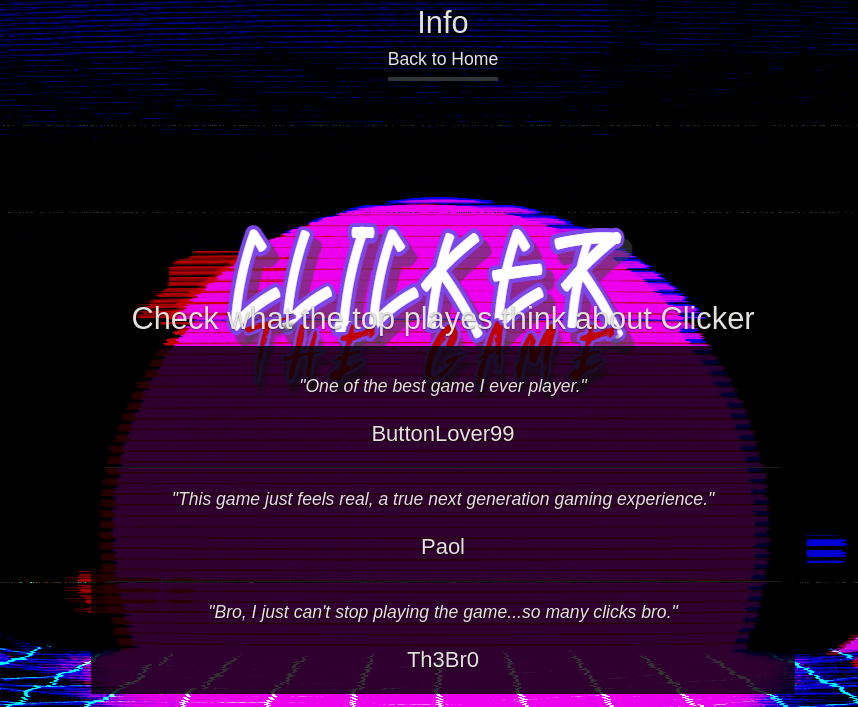 Info
Back to Home
CLICKER
Check what the top playes think about Clicker
THE GAME
"One of the best game I ever player."
ButtonLover99
"This game just feels real, a true next generation gaming experience."
Paol
"Bro, I just can't stop playing the game...so many clicks bro."
Th3Br0